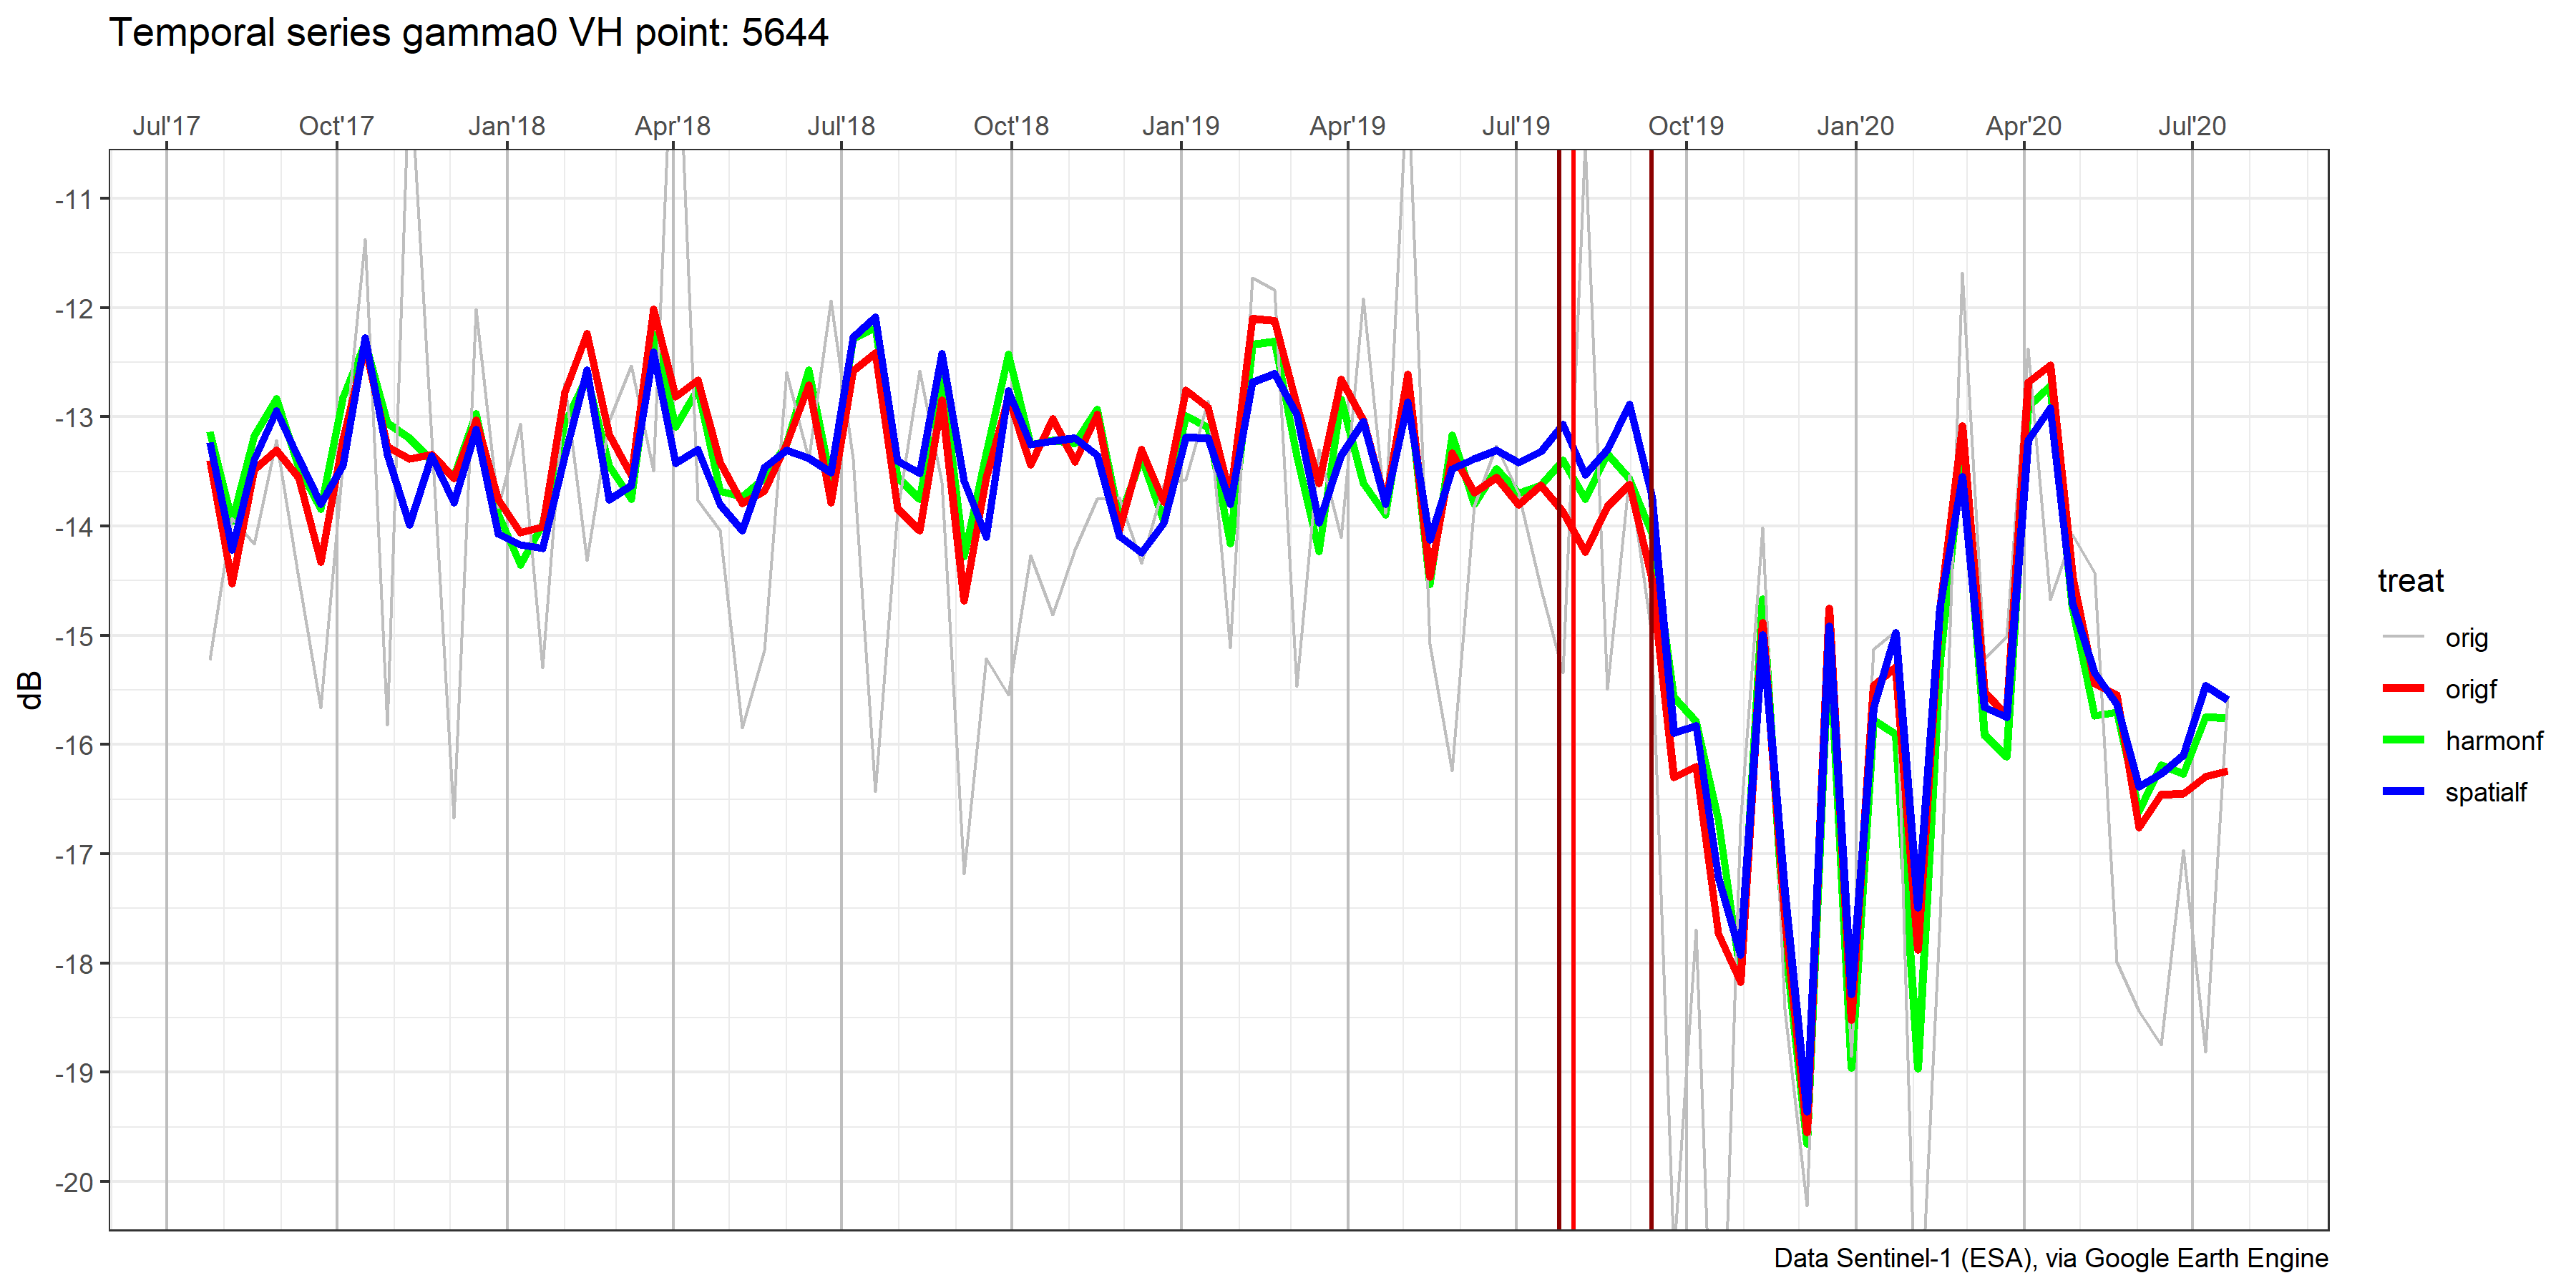 Temporal series gamma0 VH point: 5644
Jul'17 Oct'17 Jan'18 Apr'18 Jul'18 Oct'18 Jan'19 Apr'19 Jul'19 Oct'19 Jan'20 Apr'20 Jul'20
-11
-12
-13
-14
-15
-16
-17
-18
-19
-20
dB
treat
orig
origf
harmonf
spatialf
Data Sentinel-1 (ESA), via Google Earth Engine